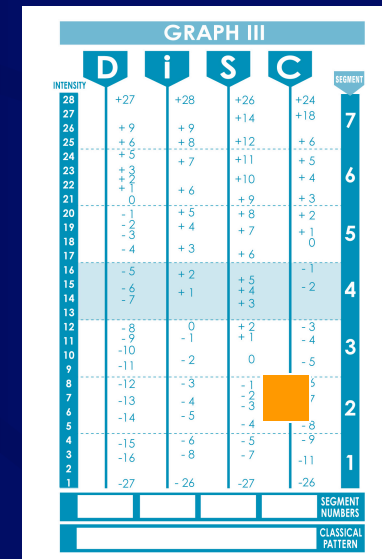 GRAPH III
D i S C
INTENSITY SEGMENT
28 +27 +28 +26 +24
27 +14 +18 7
26 + 9 + 9
25 + 6 + 8 +12 + 6
24 + 5 + 7 +11 + 5
23 + 3 + 4 6
22 + 2 +10
+ 1 + 6
21 0 + 9 + 3
20 - 1 + 5 + 8 + 2
19 - 2 + 4 + 7 + 1 5
18 - 3 0
17 - 4 + 3 + 6
16 - 5 + 2 - 1
15 - 6 + 1 + 5 - 2 4
14 - 7 + 4
13 + 3
12 - 8 0 + 2 - 3
11 - 9 - 1 + 1 - 4 3
10 -10
9 -11 - 2 0 - 5
8 -12 - 3 - 1
7 -13 - 4 - 2 7 2
6 -14 - 5 - 3
5 - 4 - 8
4 -15 - 6 - 5 - 9
3 -16 - 8 - 7 -11 1
2
1 -27 - 26 -27 -26
SEGMENT
NUMBERS
CLASSICAL
PATTERN